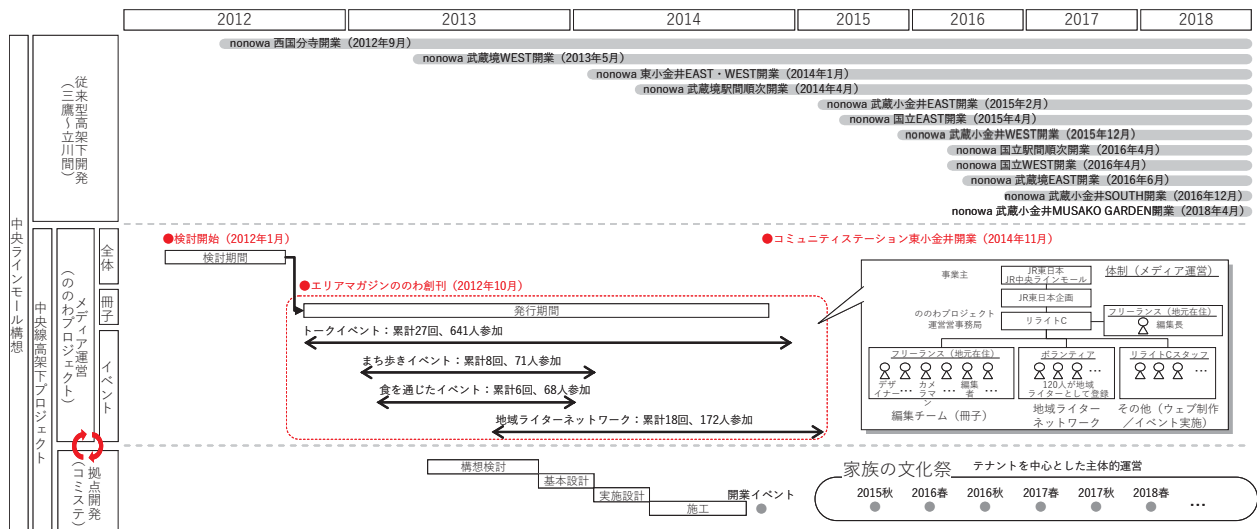 2012
2013
2014
2015
2016
2017
2018
中央ラインモール構想
従来型高架下開発
(三鷹～立川間)
nonowa 西国分寺開業（2012年9月）
nonowa 武蔵境WEST開業（2013年5月）
nonowa 東小金井EAST・WEST開業（2014年1月）
nonowa 武蔵境駅間順次開業（2014年4月）
nonowa 武蔵小金井EAST開業（2015年2月）
nonowa 国立EAST開業（2015年4月）
nonowa 武蔵小金井WEST開業（2015年12月）
nonowa 国立駅間順次開業（2016年4月）
nonowa 国立WEST開業（2016年4月）
nonowa 武蔵境EAST開業（2016年6月）
nonowa 武蔵小金井SOUTH開業（2016年12月）
nonowa 武蔵小金井MUSAKO GARDEN開業（2018年4月）
中央線高架下プロジェクト
メディア運営
(ののわプロジェクト)
全体
冊子
イベント
●検討開始（2012年1月）
検討期間
●コミュニティステーション東小金井開業（2014年11月）
●エリアマガジンののわ創刊（2012年10月）
発行期間
トークイベント：累計27回、641人参加
まち歩きイベント：累計8回、71人参加
食を通じたイベント：累計6回、68人参加
地域ライターネットワーク：累計18回、172人参加
体制（メディア運営）
事業主
JR東日本
JR中央ラインモール
JR東日本企画
ののわプロジェクト
運営営事務局
リライトC
フリーランス（地元在住）
編集長
フリーランス（地元在住）
デザイナー
…
カメラマン
…
編集者
…
編集チーム（冊子）
ボランティア
…
120人が地域
ライターとして登録
地域ライター
ネットワーク
リライトCスタッフ
…
その他（ウェブ制作
／イベント実施）
拠点開発
(コミステ)
構想検討
基本設計
実施設計
施工
開業イベント
家族の文化祭
テナントを中心とした主体的運営
2015秋
2016春
2016秋
2017春
2017秋
2018春
…